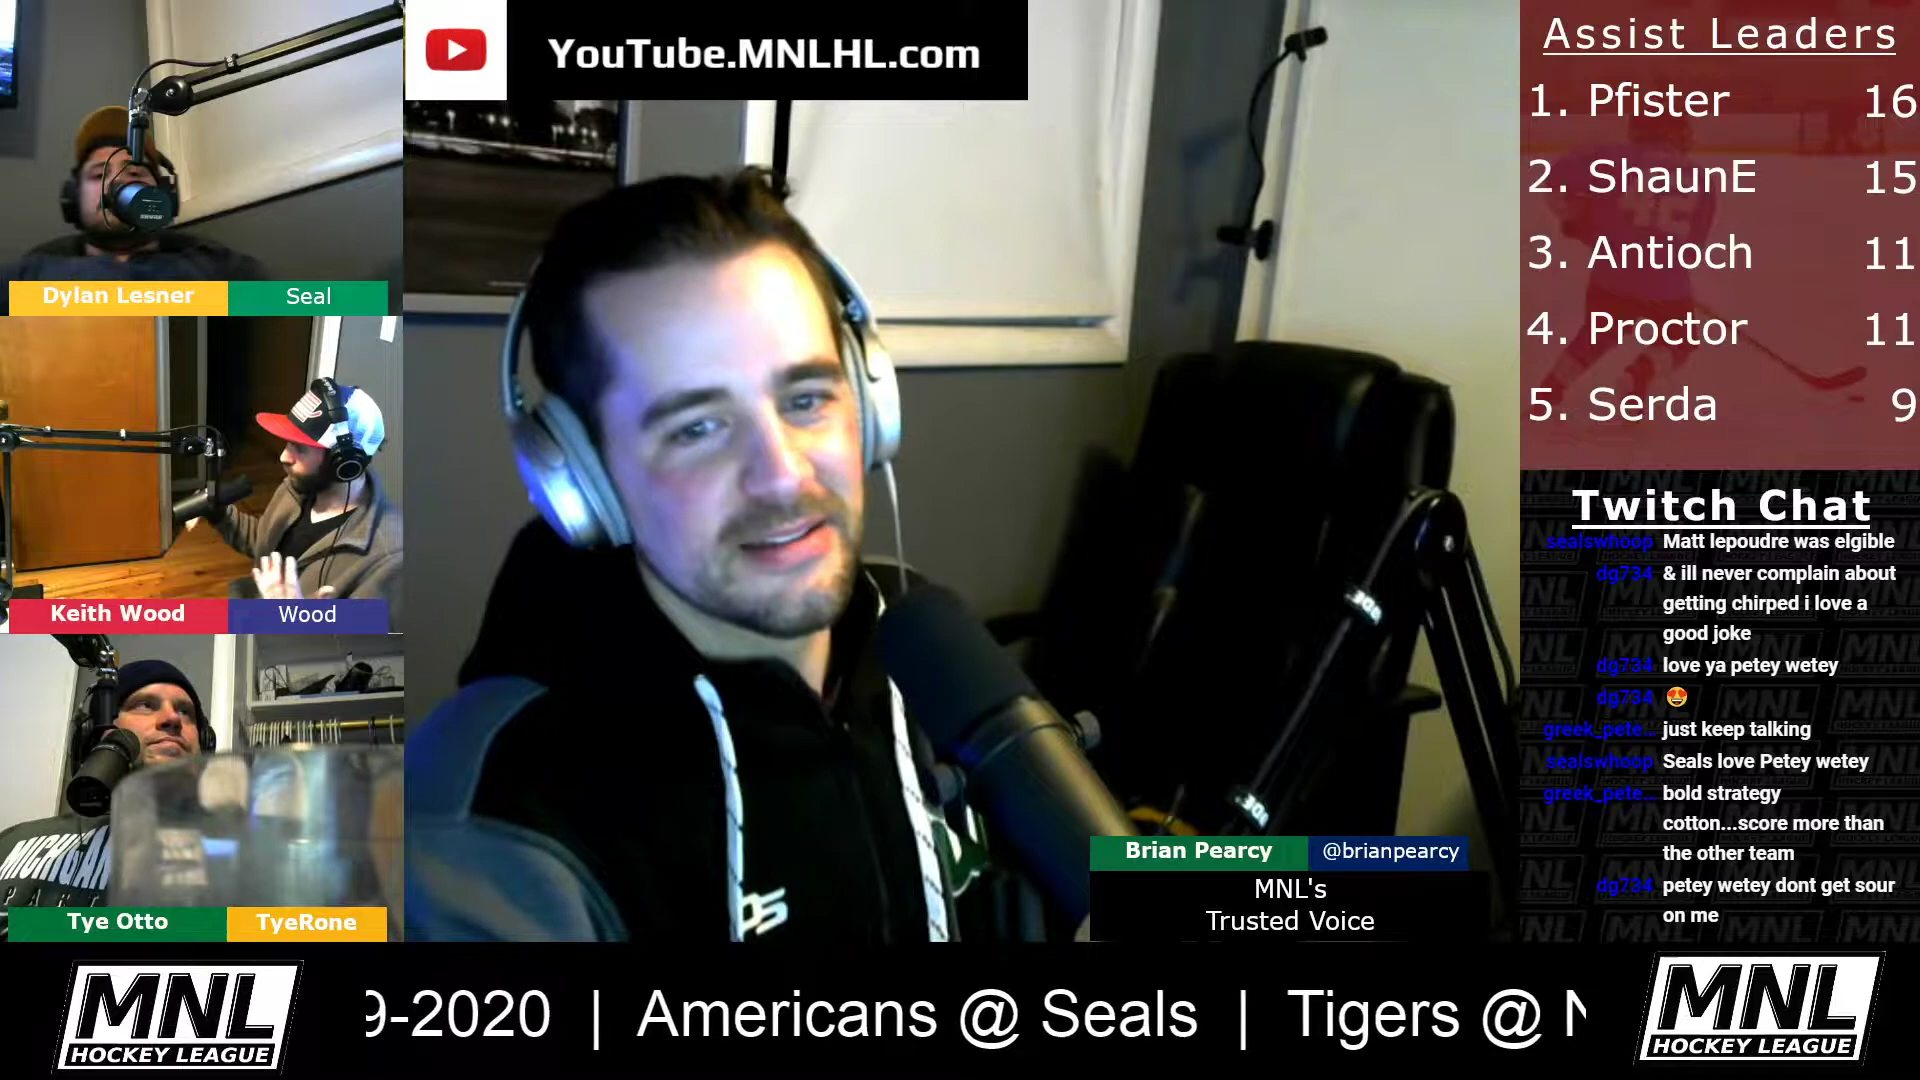 YouTube.MNLHL.com
Dylan Lesner
Seal
Keith Wood
Wood
MICHIGAN
Tye Otto
TyeRone
Brian Pearcy
@brianpearcy
MNL's
Trusted Voice
Assist Leaders
1. Pfister 16
2. ShaunE 15
3. Antioch 11
4. Proctor 11
5. Serda 9
Twitch Chat
sealswhoop Matt lepoudre was elgible
dg734 & ill never complain about
getting chirped i love a
good joke
dg734 love ya petey wetey
dg734 😍
greek_pete... just keep talking
sealswhoop Seals love Petey wetey
greek_pete... bold strategy
cotton...score more than
the other team
dg734 petey wetey dont get sour
on me
MNL
HOCKEY LEAGUE
9-2020 | Americans @ Seals | Tigers @ N
MNL
HOCKEY LEAGUE